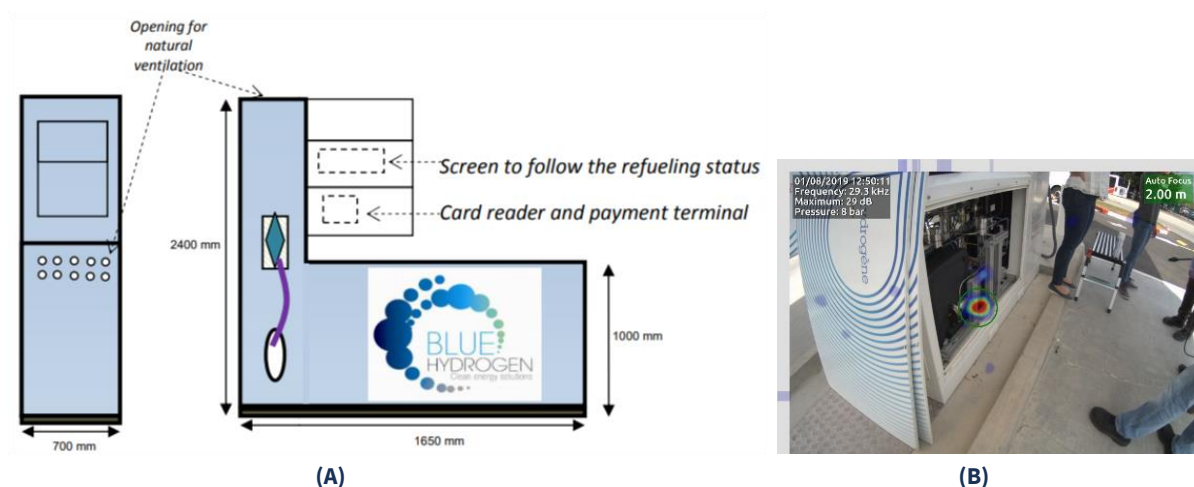 Opening for
natural
ventilation
Screen to follow the refueling status
Card reader and payment terminal
2400 mm
1000 mm
700 mm
1650 mm
BLUE
HYDROGEN
Clean energy solutions
(A)
01/08/2019 12:50:11
Frequency: 29.3 kHz
Maximum: 29 dB
Pressure: 8 bar
Auto Focus
2.00 m
drogène
(B)